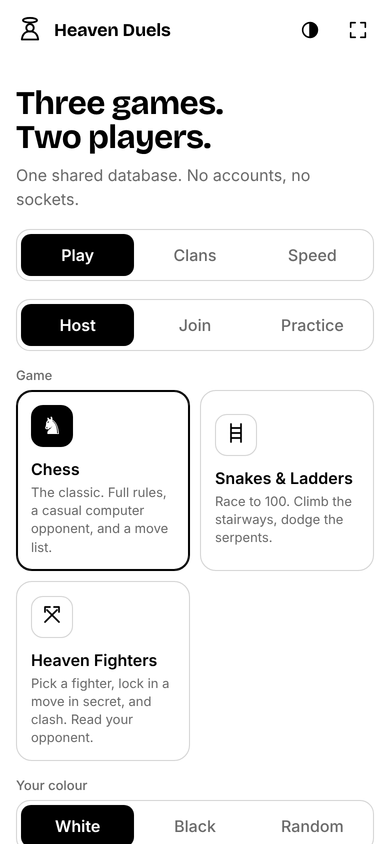 Heaven Duels
Three games.
Two players.
One shared database. No accounts, no
sockets.
Play
Clans
Speed
Host
Join
Practice
Game
Chess
The classic. Full rules,
a casual computer
opponent, and a move
list.
Snakes & Ladders
Race to 100. Climb the
stairways, dodge the
serpents.
Heaven Fighters
Pick a fighter, lock in a
move in secret, and
clash. Read your
opponent.
Your colour
White
Black
Random